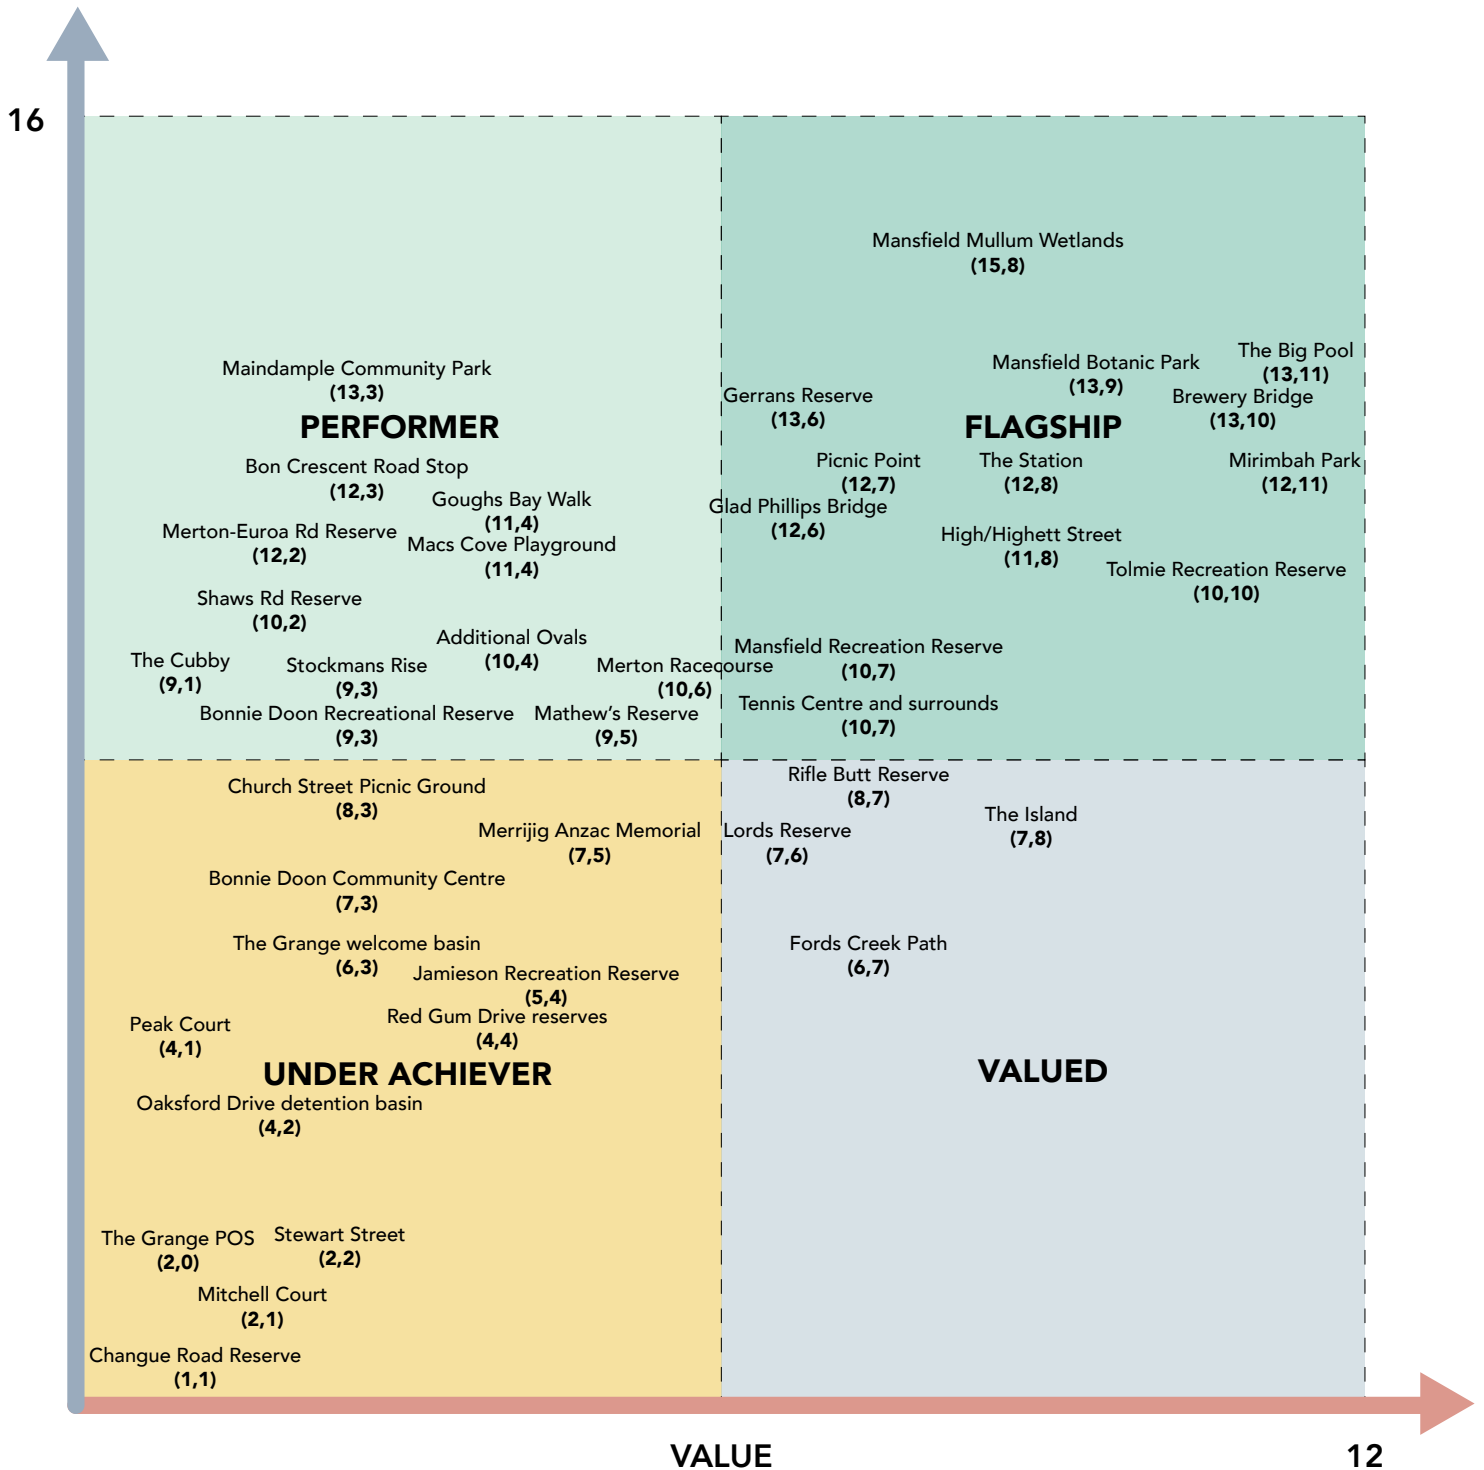 16
Mansfield Mullum Wetlands
(15,8)
Maindample Community Park
(13,3)
PERFORMER
Bon Crescent Road Stop
(12,3)
Goughs Bay Walk
(11,4)
Merton-Euroa Rd Reserve
(12,2)
Macs Cove Playground
(11,4)
Shaws Rd Reserve
(10,2)
Additional Ovals
(10,4)
The Cubby
(9,1)
Stockmans Rise
(9,3)
Merton Racecourse
(10,6)
Bonnie Doon Recreational Reserve
(9,3)
Mathew's Reserve
(9,5)
The Big Pool
(13,11)
Mansfield Botanic Park
(13,9)
Brewery Bridge
(13,10)
Gerrans Reserve
(13,6)
FLAGSHIP
Picnic Point
(12,7)
The Station
(12,8)
Mirimbah Park
(12,11)
Glad Phillips Bridge
(12,6)
High/Highett Street
(11,8)
Tolmie Recreation Reserve
(10,10)
Mansfield Recreation Reserve
(10,7)
Tennis Centre and surrounds
(10,7)
Church Street Picnic Ground
(8,3)
Merrijig Anzac Memorial
(7,5)
Bonnie Doon Community Centre
(7,3)
The Grange welcome basin
(6,3)
Jamieson Recreation Reserve
(5,4)
Red Gum Drive reserves
(4,4)
Peak Court
(4,1)
UNDER ACHIEVER
Oaksford Drive detention basin
(4,2)
The Grange POS
(2,0)
Stewart Street
(2,2)
Mitchell Court
(2,1)
Changue Road Reserve
(1,1)
Rifle Butt Reserve
(8,7)
The Island
(7,8)
Lords Reserve
(7,6)
Fords Creek Path
(6,7)
VALUED
VALUE
12